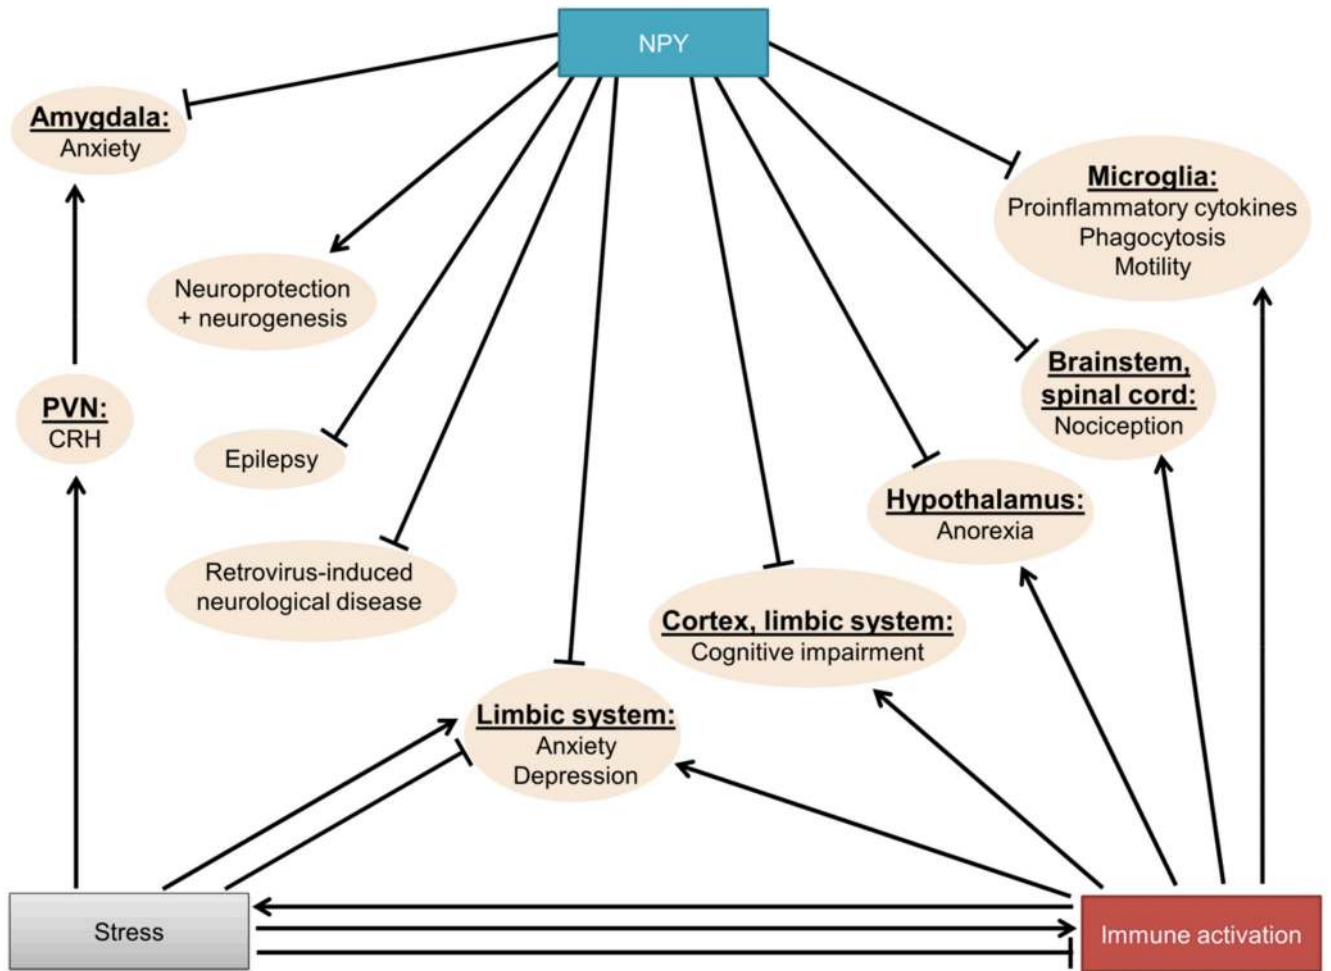 NPY
Amygdala:
Anxiety
Microglia:
Proinflammatory cytokines
Phagocytosis
Motility
Neuroprotection
+ neurogenesis
PVN:
CRH
Brainstem,
spinal cord:
Nociception
Epilepsy
Hypothalamus:
Anorexia
Retrovirus-induced
neurological disease
Cortex, limbic system:
Cognitive impairment
Limbic system:
Anxiety
Depression
Stress
Immune activation